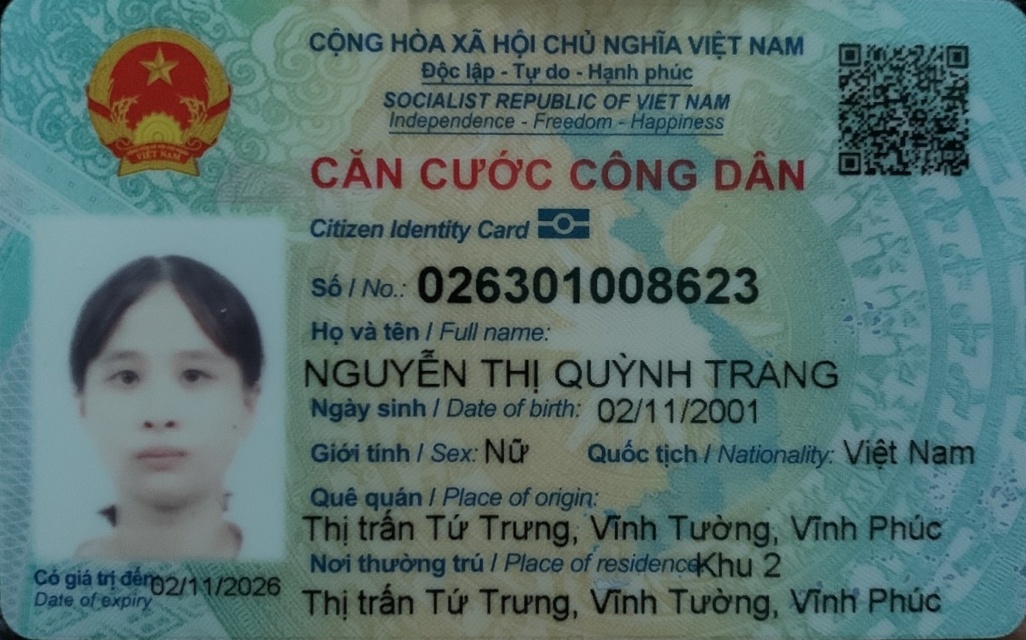 CỘNG HÒA XÃ HỘI CHỦ NGHĨA VIỆT NAM
Độc lập - Tự do - Hạnh phúc
SOCIALIST REPUBLIC OF VIET NAM
Independence - Freedom - Happiness
CĂN CƯỚC CÔNG DÂN
Citizen Identity Card
Số / No.: 026301008623
Họ và tên / Full name:
NGUYỄN THỊ QUỲNH TRANG
Ngày sinh / Date of birth: 02/11/2001
Giới tính / Sex: Nữ Quốc tịch / Nationality: Việt Nam
Quê quán / Place of origin:
Thị trấn Tứ Trưng, Vĩnh Tường, Vĩnh Phúc
Nơi thường trú / Place of residence Khu 2
Thị trấn Tứ Trưng, Vĩnh Tường, Vĩnh Phúc
Có giá trị đến 02/11/2026
Date of expiry
VIỆT NAM